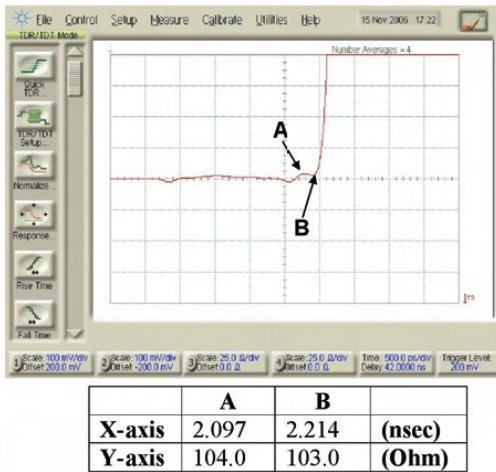 File Control Setup Measure Calibrate Utilities Help 15 Nov 2006 17:22
TDR/TDT Mode
Number Averages = 4
Quick TDR...
TDR/TDT Setup...
Normalize...
Response...
Rise Time
Fall Time
A
B
1 Scale: 100 mV/div Offset: 200.0 mV
2 Scale: 100 mV/div Offset: -200.0 mV
3 Scale: 25.0 Ω/div Offset: 0.0 Ω
4 Scale: 25.0 Ω/div Offset: 0.0 Ω
Time: 500.0 ps/div Delay: 42.0000 ns
Trigger Level: 200 mV
A B
X-axis 2.097 2.214 (nsec)
Y-axis 104.0 103.0 (Ohm)